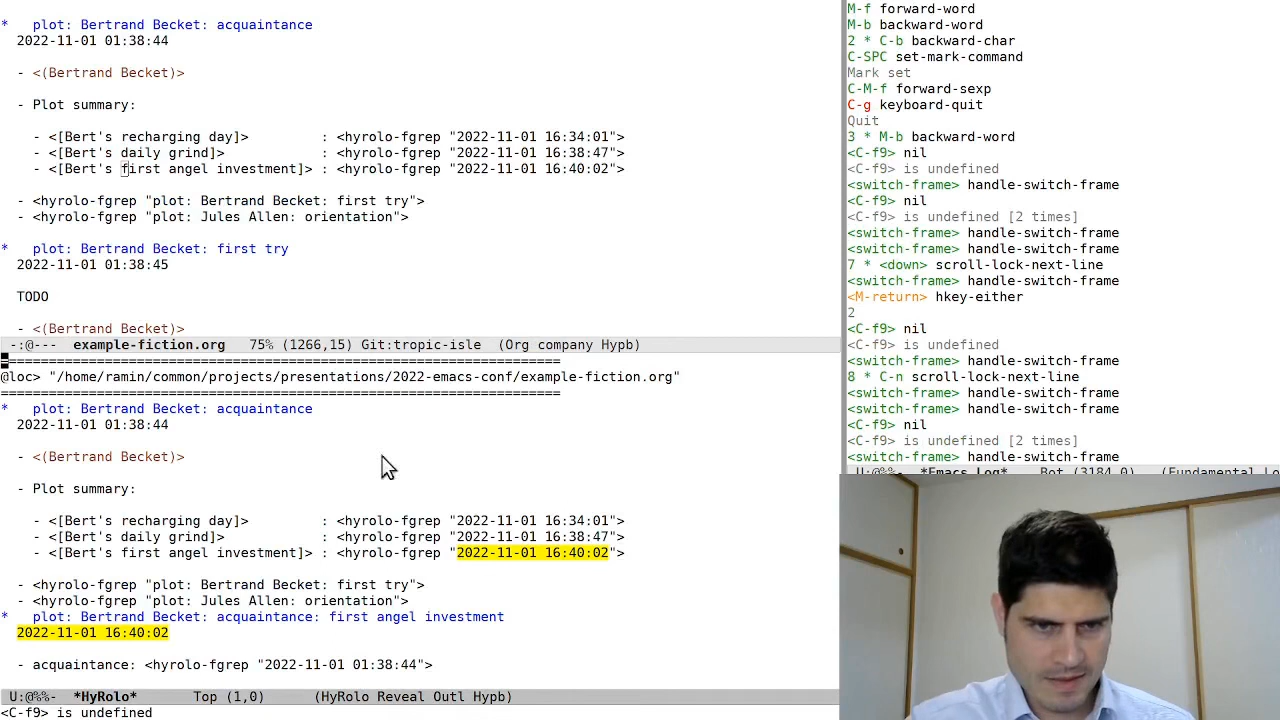 *   plot: Bertrand Becket: acquaintance
2022-11-01 01:38:44
- <(Bertrand Becket)>
- Plot summary:
- <[Bert's recharging day]>         : <hyrolo-fgrep "2022-11-01 16:34:01">
- <[Bert's daily grind]>            : <hyrolo-fgrep "2022-11-01 16:38:47">
- <[Bert's first angel investment]> : <hyrolo-fgrep "2022-11-01 16:40:02">
- <hyrolo-fgrep "plot: Bertrand Becket: first try">
- <hyrolo-fgrep "plot: Jules Allen: orientation">
*   plot: Bertrand Becket: first try
2022-11-01 01:38:45
TODO
- <(Bertrand Becket)>
-:@---  example-fiction.org   75% (1266,15) Git:tropic-isle  (Org company Hypb)
======================================================================
@loc> "/home/ramin/common/projects/presentations/2022-emacs-conf/example-fiction.org"
======================================================================
*   plot: Bertrand Becket: acquaintance
2022-11-01 01:38:44
- <(Bertrand Becket)>
- Plot summary:
- <[Bert's recharging day]>         : <hyrolo-fgrep "2022-11-01 16:34:01">
- <[Bert's daily grind]>            : <hyrolo-fgrep "2022-11-01 16:38:47">
- <[Bert's first angel investment]> : <hyrolo-fgrep "2022-11-01 16:40:02">
- <hyrolo-fgrep "plot: Bertrand Becket: first try">
- <hyrolo-fgrep "plot: Jules Allen: orientation">
*   plot: Bertrand Becket: acquaintance: first angel investment
2022-11-01 16:40:02
- acquaintance: <hyrolo-fgrep "2022-11-01 01:38:44">
U:@%%-  *HyRolo*       Top (1,0)      (HyRolo Reveal Outl Hypb)
<C-f9> is undefined
M-f forward-word
M-b backward-word
2 * C-b backward-char
C-SPC set-mark-command
Mark set
C-M-f forward-sexp
C-g keyboard-quit
Quit
3 * M-b backward-word
<C-f9> nil
<C-f9> is undefined
<switch-frame> handle-switch-frame
<C-f9> nil
<C-f9> is undefined [2 times]
<switch-frame> handle-switch-frame
<switch-frame> handle-switch-frame
7 * <down> scroll-lock-next-line
<switch-frame> handle-switch-frame
<M-return> hkey-either
2
<C-f9> nil
<C-f9> is undefined
<switch-frame> handle-switch-frame
8 * C-n scroll-lock-next-line
<switch-frame> handle-switch-frame
<switch-frame> handle-switch-frame
<C-f9> nil
<C-f9> is undefined [2 times]
<switch-frame> handle-switch-frame
U:@%%-  *Emacs Log*    Bot (3184,0)   (Fundamental Lo